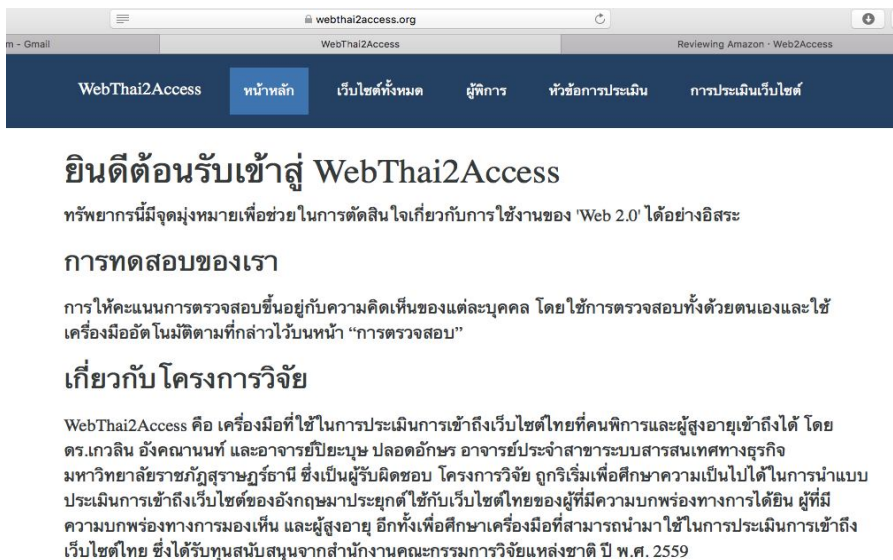 webthai2access.org
m - Gmail WebThai2Access Reviewing Amazon · Web2Access
WebThai2Access หน้าหลัก เว็บไซต์ทั้งหมด ผู้พิการ หัวข้อการประเมิน การประเมินเว็บไซต์
ยินดีต้อนรับเข้าสู่ WebThai2Access
ทรัพยากรนี้มีจุดมุ่งหมายเพื่อช่วยในการตัดสินใจเกี่ยวกับการใช้งานของ 'Web 2.0' ได้อย่างอิสระ
การทดสอบของเรา
การให้คะแนนการตรวจสอบขึ้นอยู่กับความคิดเห็นของแต่ละบุคคล โดยใช้การตรวจสอบทั้งด้วยตนเองและใช้
เครื่องมืออัตโนมัติตามที่กล่าวไว้บนหน้า “การตรวจสอบ”
เกี่ยวกับโครงการวิจัย
WebThai2Access คือ เครื่องมือที่ใช้ในการประเมินการเข้าถึงเว็บไซต์ไทยที่คนพิการและผู้สูงอายุเข้าถึงได้ โดย
ดร.เกวลิน อังคณานนท์ และอาจารย์ปิยะบุษ ปลอดอักษร อาจารย์ประจำสาขาระบบสารสนเทศทางธุรกิจ
มหาวิทยาลัยราชภัฏสุราษฎร์ธานี ซึ่งเป็นผู้รับผิดชอบ โครงการวิจัย ถูกริเริ่มเพื่อศึกษาความเป็นไปได้ในการนำแบบ
ประเมินการเข้าถึงเว็บไซต์ของอังกฤษมาประยุกต์ใช้กับเว็บไซต์ไทยของผู้ที่มีความบกพร่องทางการได้ยิน ผู้ที่มี
ความบกพร่องทางการมองเห็น และผู้สูงอายุ อีกทั้งเพื่อศึกษาเครื่องมือที่สามารถนำมาใช้ในการประเมินการเข้าถึง
เว็บไซต์ไทย ซึ่งได้รับทุนสนับสนุนจากสำนักงานคณะกรรมการวิจัยแห่งชาติ ปี พ.ศ. 2559